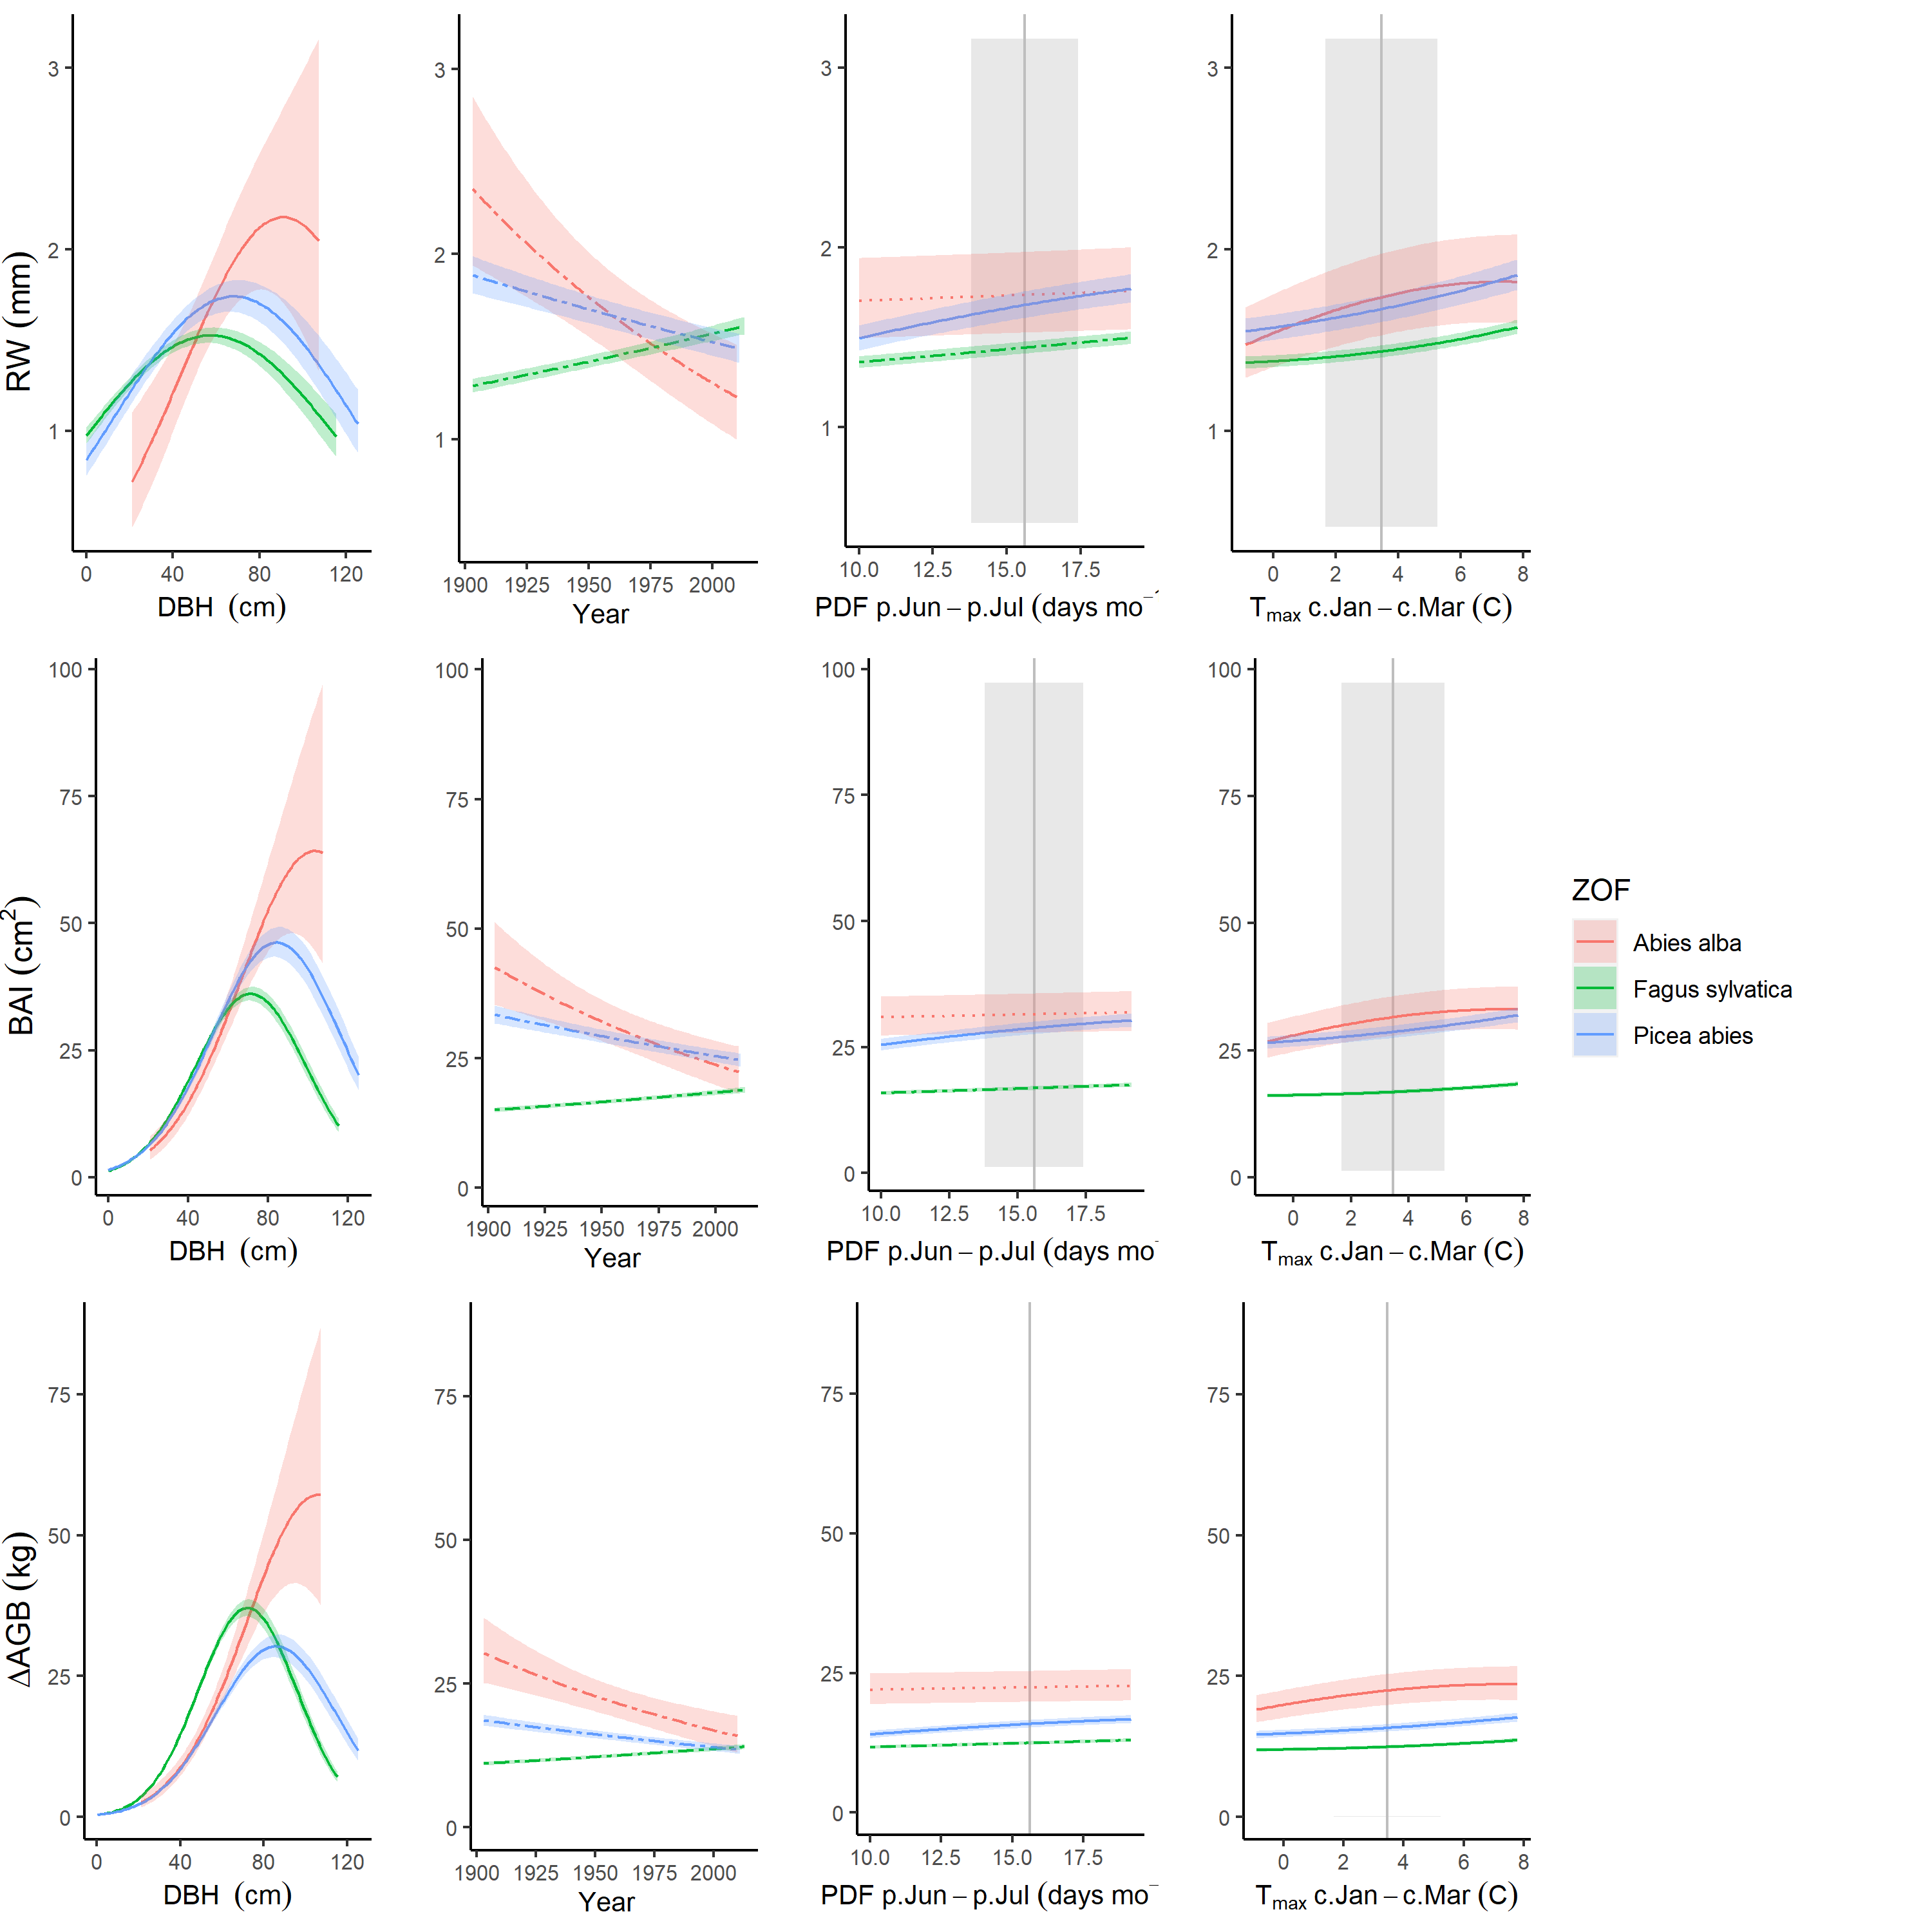 RW (mm)
3
2
1
0 40 80 120
DBH (cm)
3
2
1
1900 1925 1950 1975 2000
Year
3
2
1
10.0 12.5 15.0 17.5
PDF p.Jun – p.Jul (days mo⁻
3
2
1
0 2 4 6 8
Tmax c.Jan – c.Mar (C)
BAI (cm²)
100
75
50
25
0
0 40 80 120
DBH (cm)
100
75
50
25
0
1900 1925 1950 1975 2000
Year
100
75
50
25
0
10.0 12.5 15.0 17.5
PDF p.Jun – p.Jul (days mo⁻
100
75
50
25
0
0 2 4 6 8
Tmax c.Jan – c.Mar (C)
ZOF
Abies alba
Fagus sylvatica
Picea abies
ΔAGB (kg)
75
50
25
0
0 40 80 120
DBH (cm)
75
50
25
0
1900 1925 1950 1975 2000
Year
75
50
25
0
10.0 12.5 15.0 17.5
PDF p.Jun – p.Jul (days mo⁻
75
50
25
0
0 2 4 6 8
Tmax c.Jan – c.Mar (C)